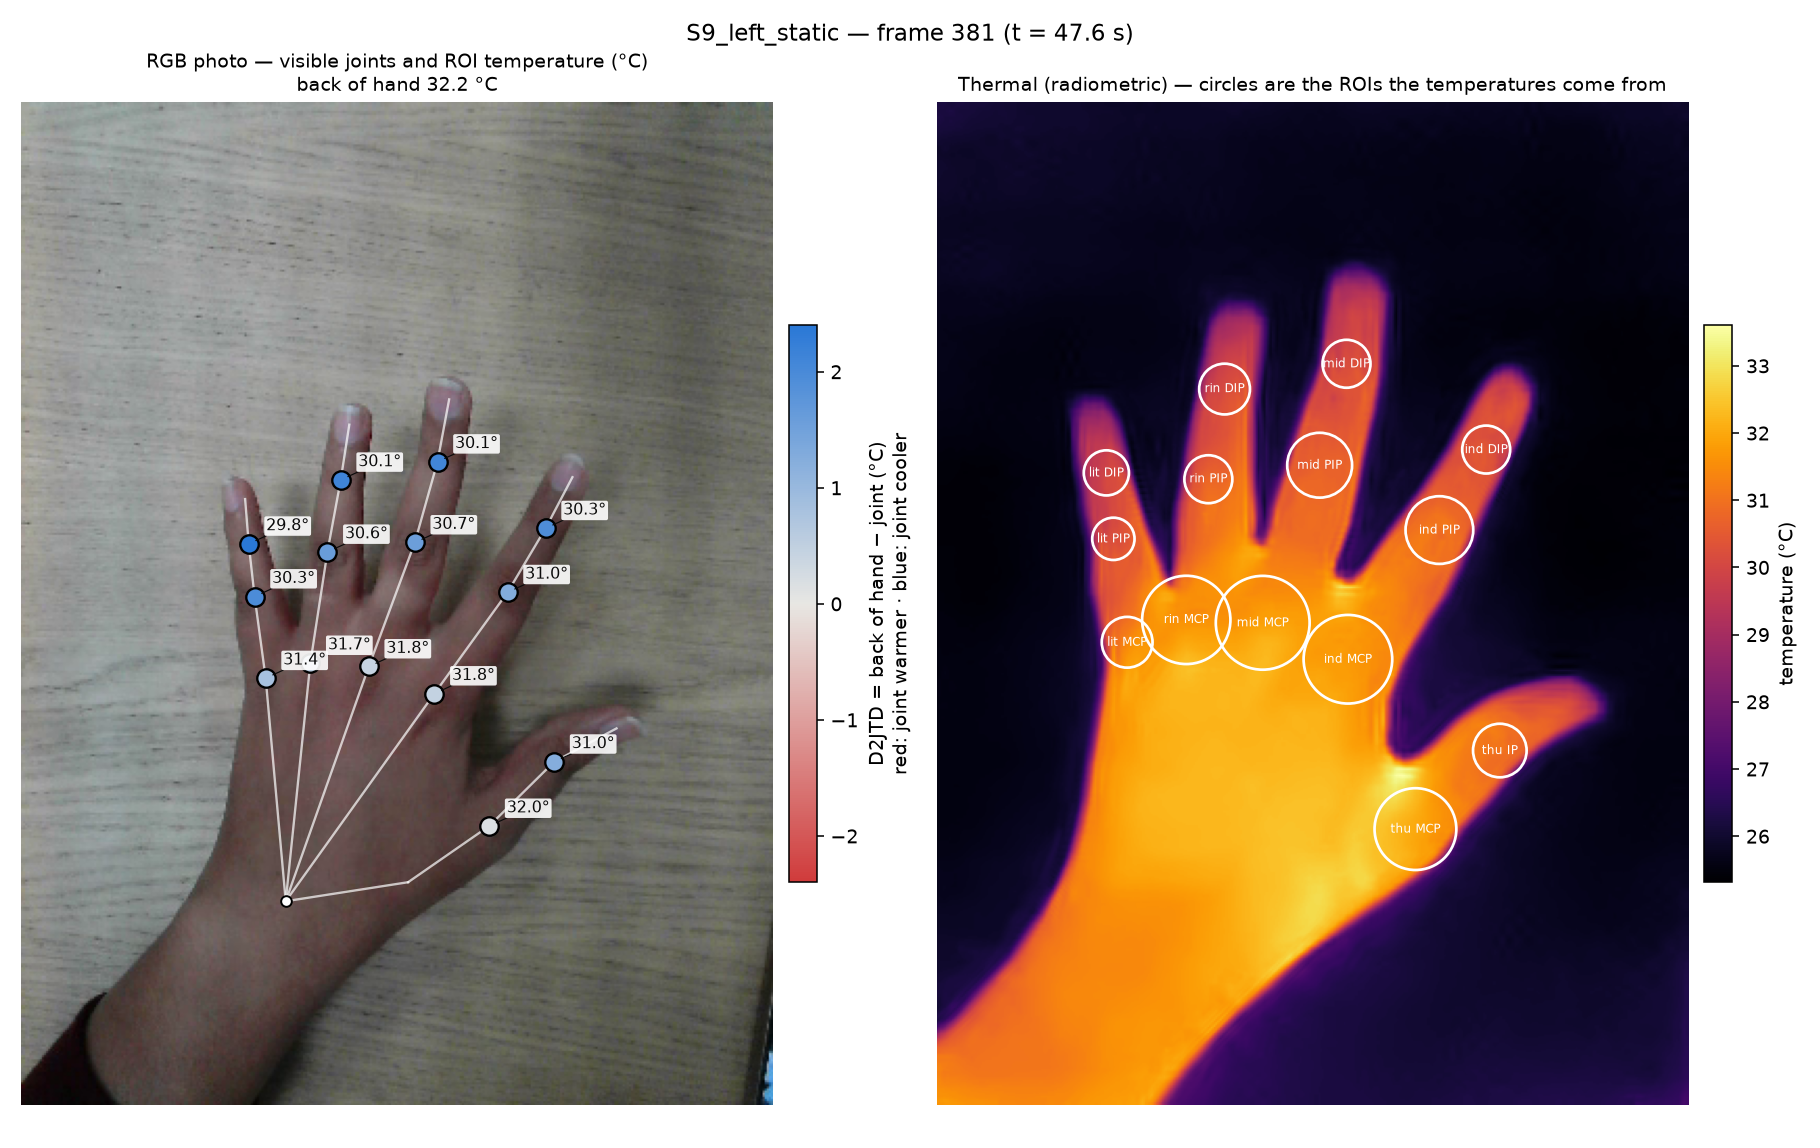 S9_left_static — frame 381 (t = 47.6 s)
RGB photo — visible joints and ROI temperature (°C)
back of hand 32.2 °C
30.1°
30.1°
30.3°
29.8°
30.6°
30.7°
31.0°
30.3°
31.7°
31.8°
31.4°
31.8°
31.0°
32.0°
2
1
0
−1
−2
D2JTD = back of hand − joint (°C)
red: joint warmer · blue: joint cooler
Thermal (radiometric) — circles are the ROIs the temperatures come from
mid DIP
rin DIP
ind DIP
mid PIP
lit DIP
rin PIP
ind PIP
lit PIP
rin MCP
mid MCP
lit MCP
ind MCP
thu IP
thu MCP
33
32
31
30
29
28
27
26
temperature (°C)